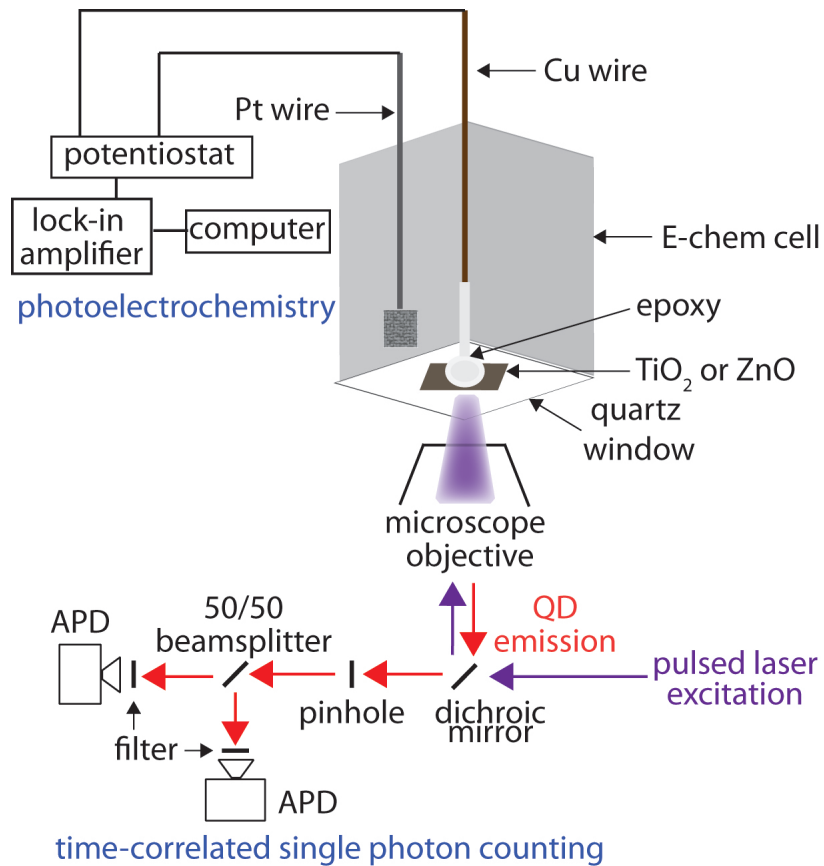 Cu wire
Pt wire
potentiostat
lock-in
amplifier
computer
E-chem cell
photoelectrochemistry
epoxy
TiO₂ or ZnO
quartz
window
microscope
objective
50/50
beamsplitter
APD
QD
emission
pulsed laser
excitation
pinhole
dichroic
mirror
filter
APD
time-correlated single photon counting